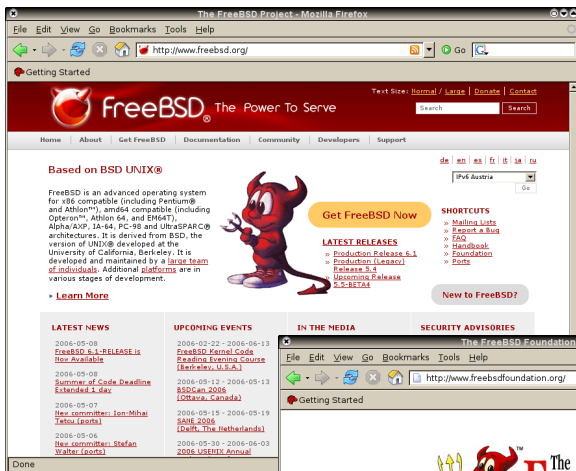 The FreeBSD Project - Mozilla Firefox
File Edit View Go Bookmarks Tools Help
http://www.freebsd.org/ Go
Getting Started
Text Size: Normal / Large | Donate | Contact
FreeBSD® The Power To Serve
Search Search
Home About Get FreeBSD Documentation Community Developers Support
de en es fr it ja ru
Based on BSD UNIX®
IPv6 Austria
Go
FreeBSD is an advanced operating system
for x86 compatible (including Pentium®
and Athlon™), amd64 compatible (including
Opteron™, Athlon 64, and EM64T),
Alpha/AXP, IA-64, PC-98 and UltraSPARC®
architectures. It is derived from BSD, the
version of UNIX® developed at the
University of California, Berkeley. It is
developed and maintained by a large team
of individuals. Additional platforms are in
various stages of development.
» Learn More
Get FreeBSD Now
LATEST RELEASES
» Production Release 6.1
» Production (Legacy)
Release 5.4
» Upcoming Release
5.5-BETA4
SHORTCUTS
» Mailing Lists
» Report a Bug
» FAQ
» Handbook
» Foundation
» Ports
New to FreeBSD?
LATEST NEWS
2006-05-08
FreeBSD 6.1-RELEASE is
Now Available
2006-05-08
Summer of Code Deadline
Extended 1 day
2006-05-07
New committer: Ion-Mihai
Tetcu (ports)
2006-05-06
New committer: Stefan
Walter (ports)
UPCOMING EVENTS
2006-02-22 - 2006-06-13
FreeBSD Kernel Code
Reading Evening Course
(Berkeley, U.S.A.)
2006-05-12 - 2006-05-13
BSDCan 2006
(Ottawa, Canada)
2006-05-15 - 2006-05-19
SANE 2006
(Delft, The Netherlands)
2006-05-30 - 2006-06-03
2006 USENIX Annual
IN THE MEDIA
SECURITY ADVISORIES
Done
The FreeBSD Foundation
File Edit View Go Bookmarks Tools Help
http://www.freebsdfoundation.org/
Getting Started
™
The